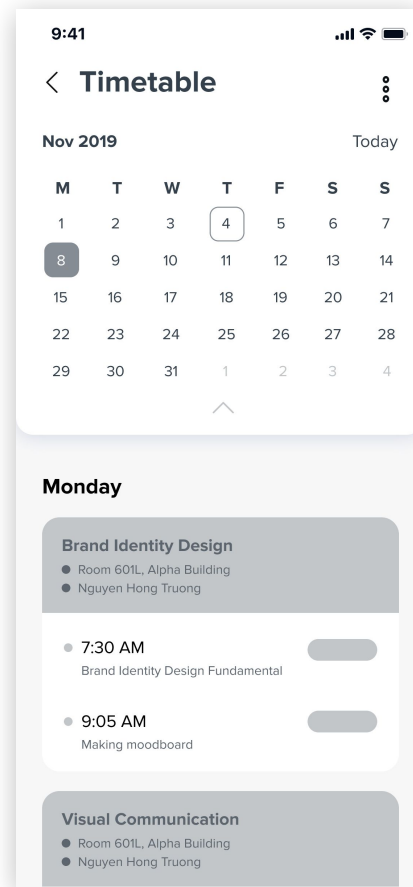 9:41
Timetable
Nov 2019 Today
M T W T F S S
1 2 3 4 5 6 7
8 9 10 11 12 13 14
15 16 17 18 19 20 21
22 23 24 25 26 27 28
29 30 31 1 2 3 4
Monday
Brand Identity Design
Room 601L, Alpha Building
Nguyen Hong Truong
7:30 AM
Brand Identity Design Fundamental
9:05 AM
Making moodboard
Visual Communication
Room 601L, Alpha Building
Nguyen Hong Truong